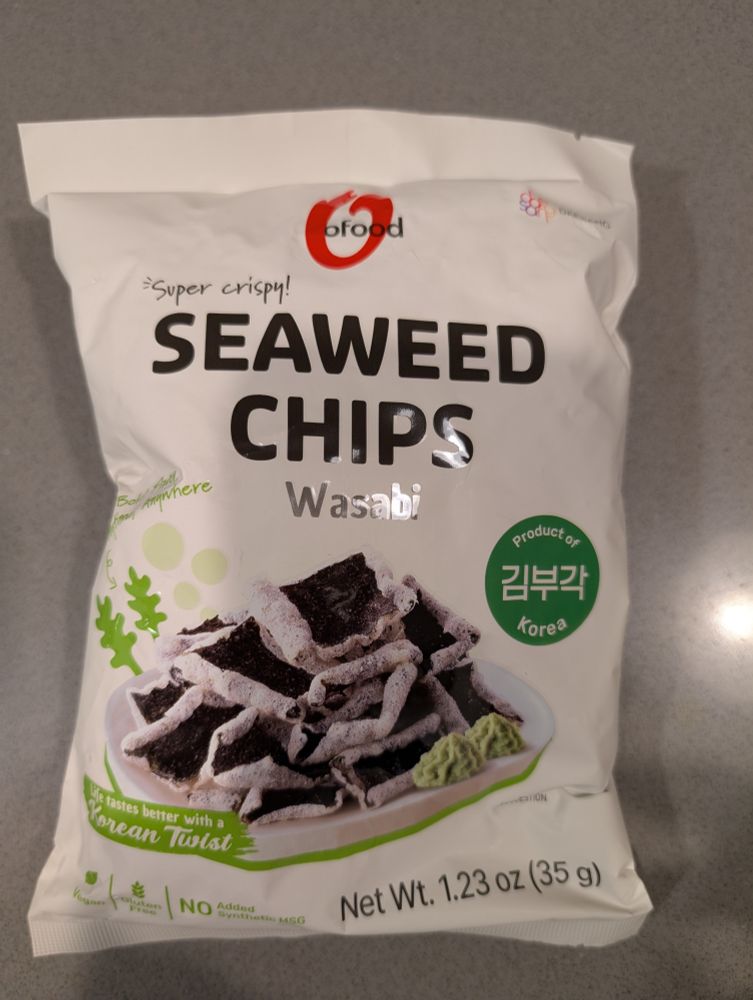 ofood
Super crispy!
SEAWEED
CHIPS
Wasabi
Anywhere
Product of
김부각
Korea
Life tastes better with a
Korean Twist
Vegan
Gluten
Free
NO Added
Synthetic MSG
Net Wt. 1.23 oz (35 g)